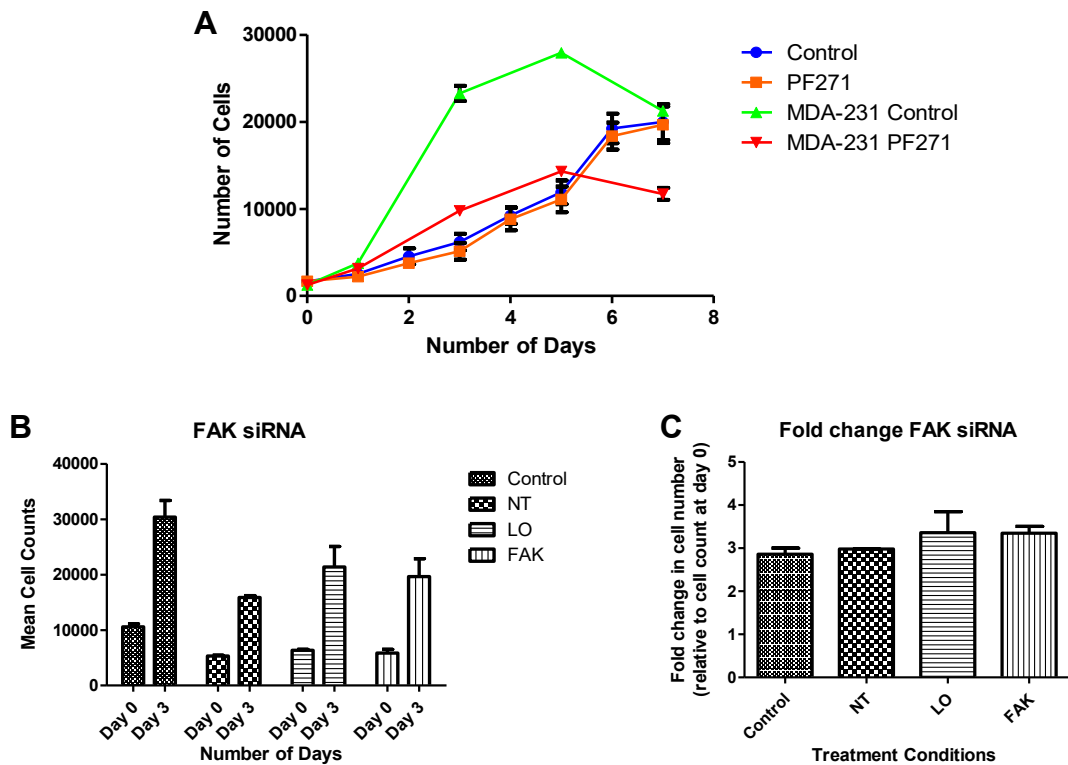 A
30000
20000
10000
0
Number of Cells
0 2 4 6 8
Number of Days
Control
PF271
MDA-231 Control
MDA-231 PF271
B
FAK siRNA
40000
30000
20000
10000
0
Mean Cell Counts
Day 0 Day 3 Day 0 Day 3 Day 0 Day 3 Day 0 Day 3
Number of Days
Control
NT
LO
FAK
C
Fold change FAK siRNA
5
4
3
2
1
0
Fold change in cell number
(relative to cell count at day 0)
Control NT LO FAK
Treatment Conditions